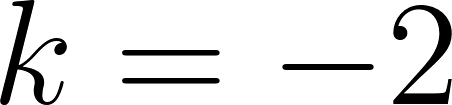 k = −2